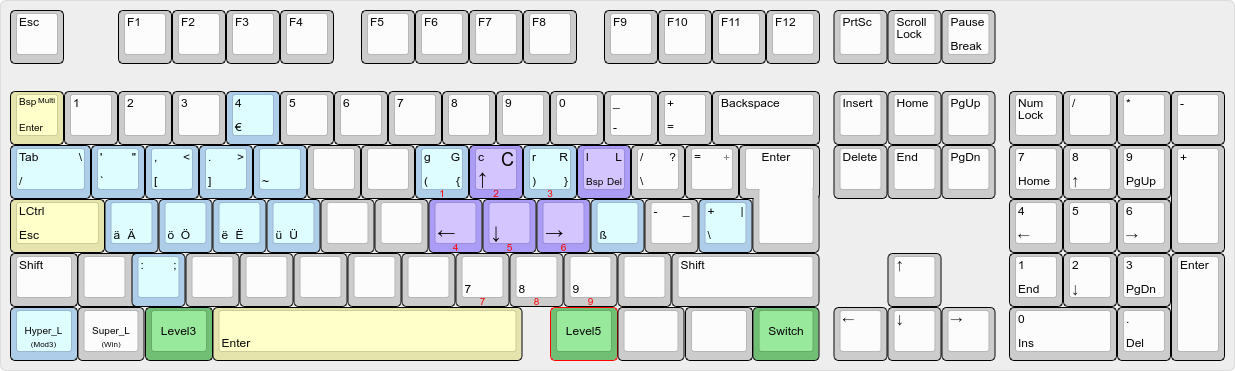 Esc F1 F2 F3 F4 F5 F6 F7 F8 F9 F10 F11 F12 PrtSc Scroll Pause
Lock
Break
Bsp Multi 1 2 3 4 5 6 7 8 9 0 _ + Backspace Insert Home PgUp Num / * -
Lock
Enter € - =
Tab \ ' " , < . > g G c C r R l L / ? = ÷ Enter Delete End PgDn 7 8 9 +
/ ` [ ] ~ ( { ↑ ) } Bsp Del \ Home ↑ PgUp
1 2 3
LCtrl - _ + | 4 5 6
Esc ä Ä ö Ö ë Ë ü Ü ← ↓ → ß \ ← →
4 5 6
Shift : ; Shift ↑ 1 2 3 Enter
7 8 9 End ↓ PgDn
7 8 9
Hyper_L Super_L Level3 Level5 Switch ← ↓ → 0 .
(Mod3) (Win) Enter Ins Del